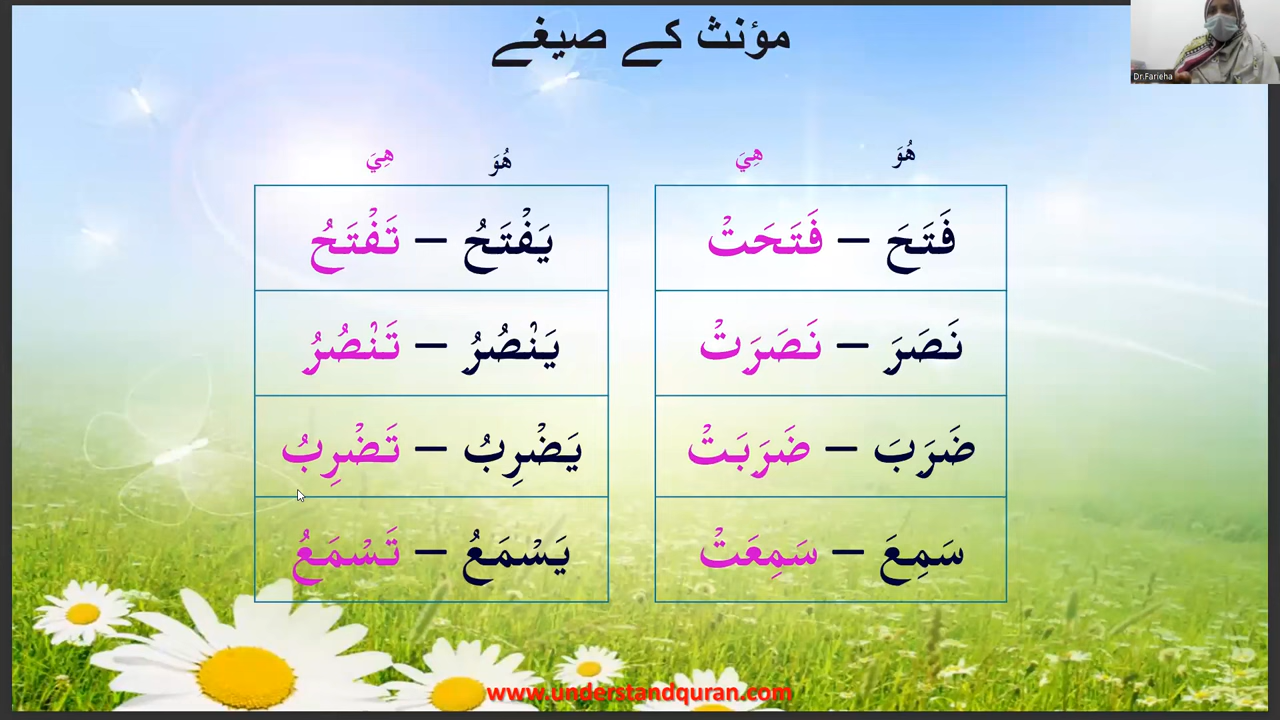 مؤنث کے صیغے
Dr.Farieha
هُوَ هِيَ
فَتَحَ – فَتَحَتْ
نَصَرَ – نَصَرَتْ
ضَرَبَ – ضَرَبَتْ
سَمِعَ – سَمِعَتْ
هُوَ هِيَ
يَفْتَحُ – تَفْتَحُ
يَنْصُرُ – تَنْصُرُ
يَضْرِبُ – تَضْرِبُ
يَسْمَعُ – تَسْمَعُ
www.understandquran.com